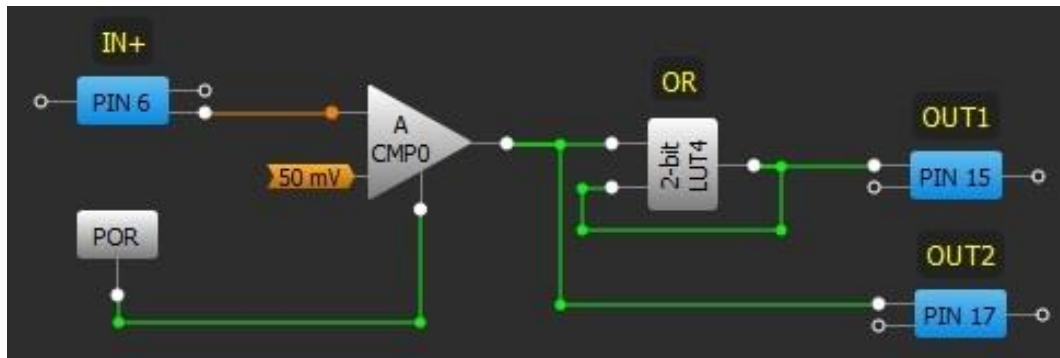 IN+
PIN 6
A
CMP0
50 mV
POR
OR
2-bit
LUT4
OUT1
PIN 15
OUT2
PIN 17